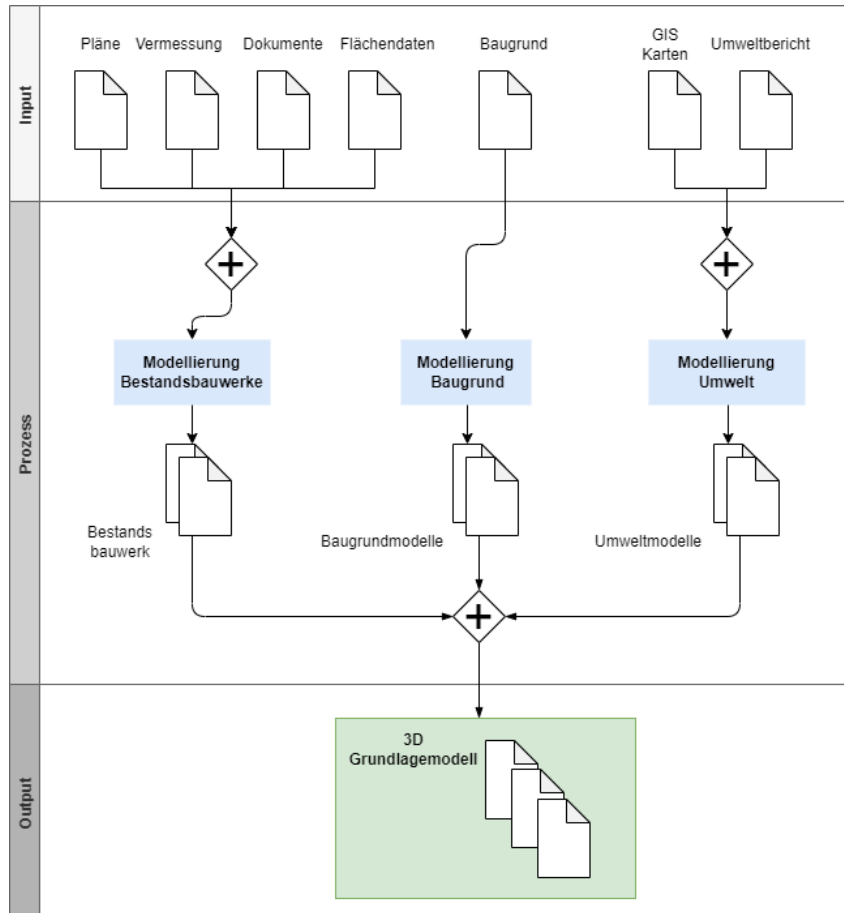 Input
Pläne
Vermessung
Dokumente
Flächendaten
Baugrund
GIS
Karten
Umweltbericht
Prozess
Modellierung
Bestandsbauwerke
Modellierung
Baugrund
Modellierung
Umwelt
Bestands
bauwerk
Baugrundmodelle
Umweltmodelle
Output
3D
Grundlagemodell